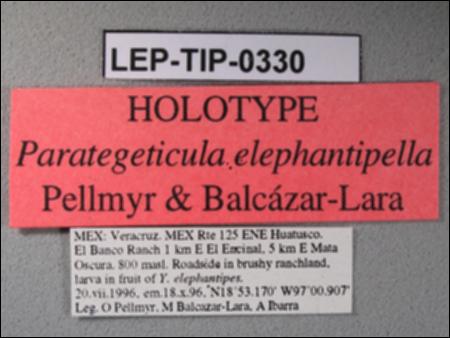 LEP-TIP-0330
HOLOTYPE
Parategeticula elephantipella
Pellmyr & Balcázar-Lara
MEX: Veracruz. MEX Rte 125 ENE Huatusco.
El Banco Ranch 1 km E El Encinal, 5 km E Mata
Oscura, 800 masl. Roadside in brushy ranchland,
larva in fruit of Y. elephantipes.
20.vii.1996, em.18.x.96, N18°53.170' W97°00.907'
Leg. O Pellmyr, M Balcazar-Lara, A Ibarra